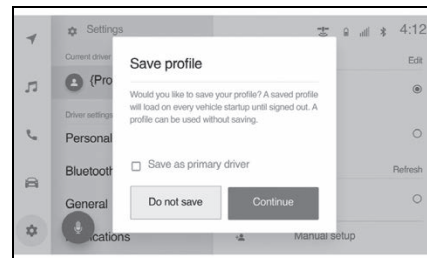 Settings
4:12
Current driver
Edit
{Pro
Save profile
Would you like to save your profile? A saved profile
will load on every vehicle startup until signed out. A
profile can be used without saving.
Driver settings
Personal
Save as primary driver
Bluetooth
Refresh
Do not save
Continue
General
ications
Manual setup